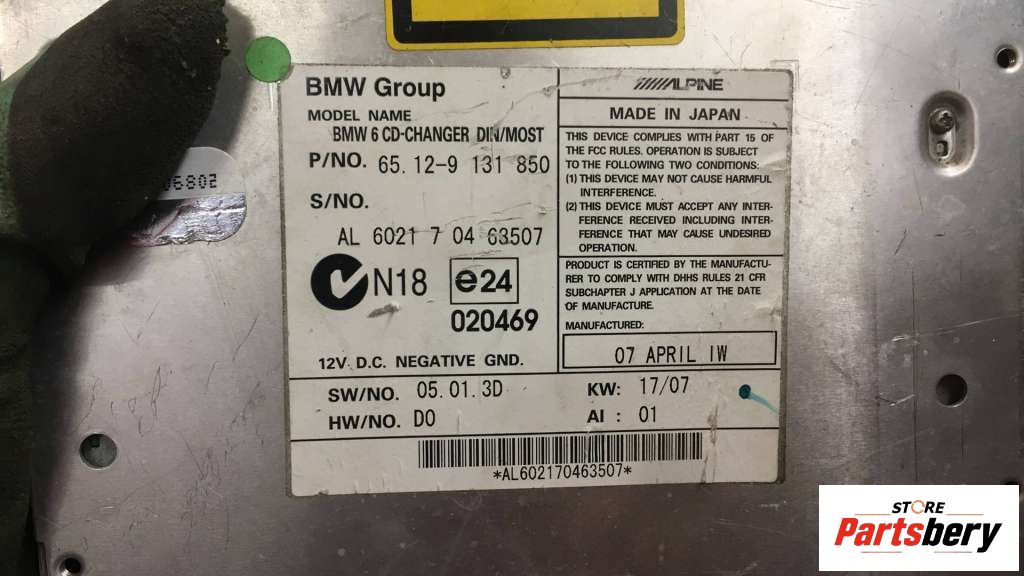 BMW Group
MODEL NAME
BMW 6 CD-CHANGER DIN/MOST
P/NO. 65.12-9 131 850
S/NO.
AL 6021 7 04 63507
N18 e24
020469
12V D.C. NEGATIVE GND.
ALPINE
MADE IN JAPAN
THIS DEVICE COMPLIES WITH PART 15 OF
THE FCC RULES. OPERATION IS SUBJECT
TO THE FOLLOWING TWO CONDITIONS:
(1) THIS DEVICE MAY NOT CAUSE HARMFUL
INTERFERENCE.
(2) THIS DEVICE MUST ACCEPT ANY INTER-
FERENCE RECEIVED INCLUDING INTER-
FERENCE THAT MAY CAUSE UNDESIRED
OPERATION.
PRODUCT IS CERTIFIED BY THE MANUFACTU-
RER TO COMPLY WITH DHHS RULES 21 CFR
SUBCHAPTER J APPLICATION AT THE DATE
OF MANUFACTURE.
MANUFACTURED:
07 APRIL IW
SW/NO. 05.01.3D KW: 17/07
HW/NO. D0 AI : 01
*AL602170463507*
STORE
Partsbery